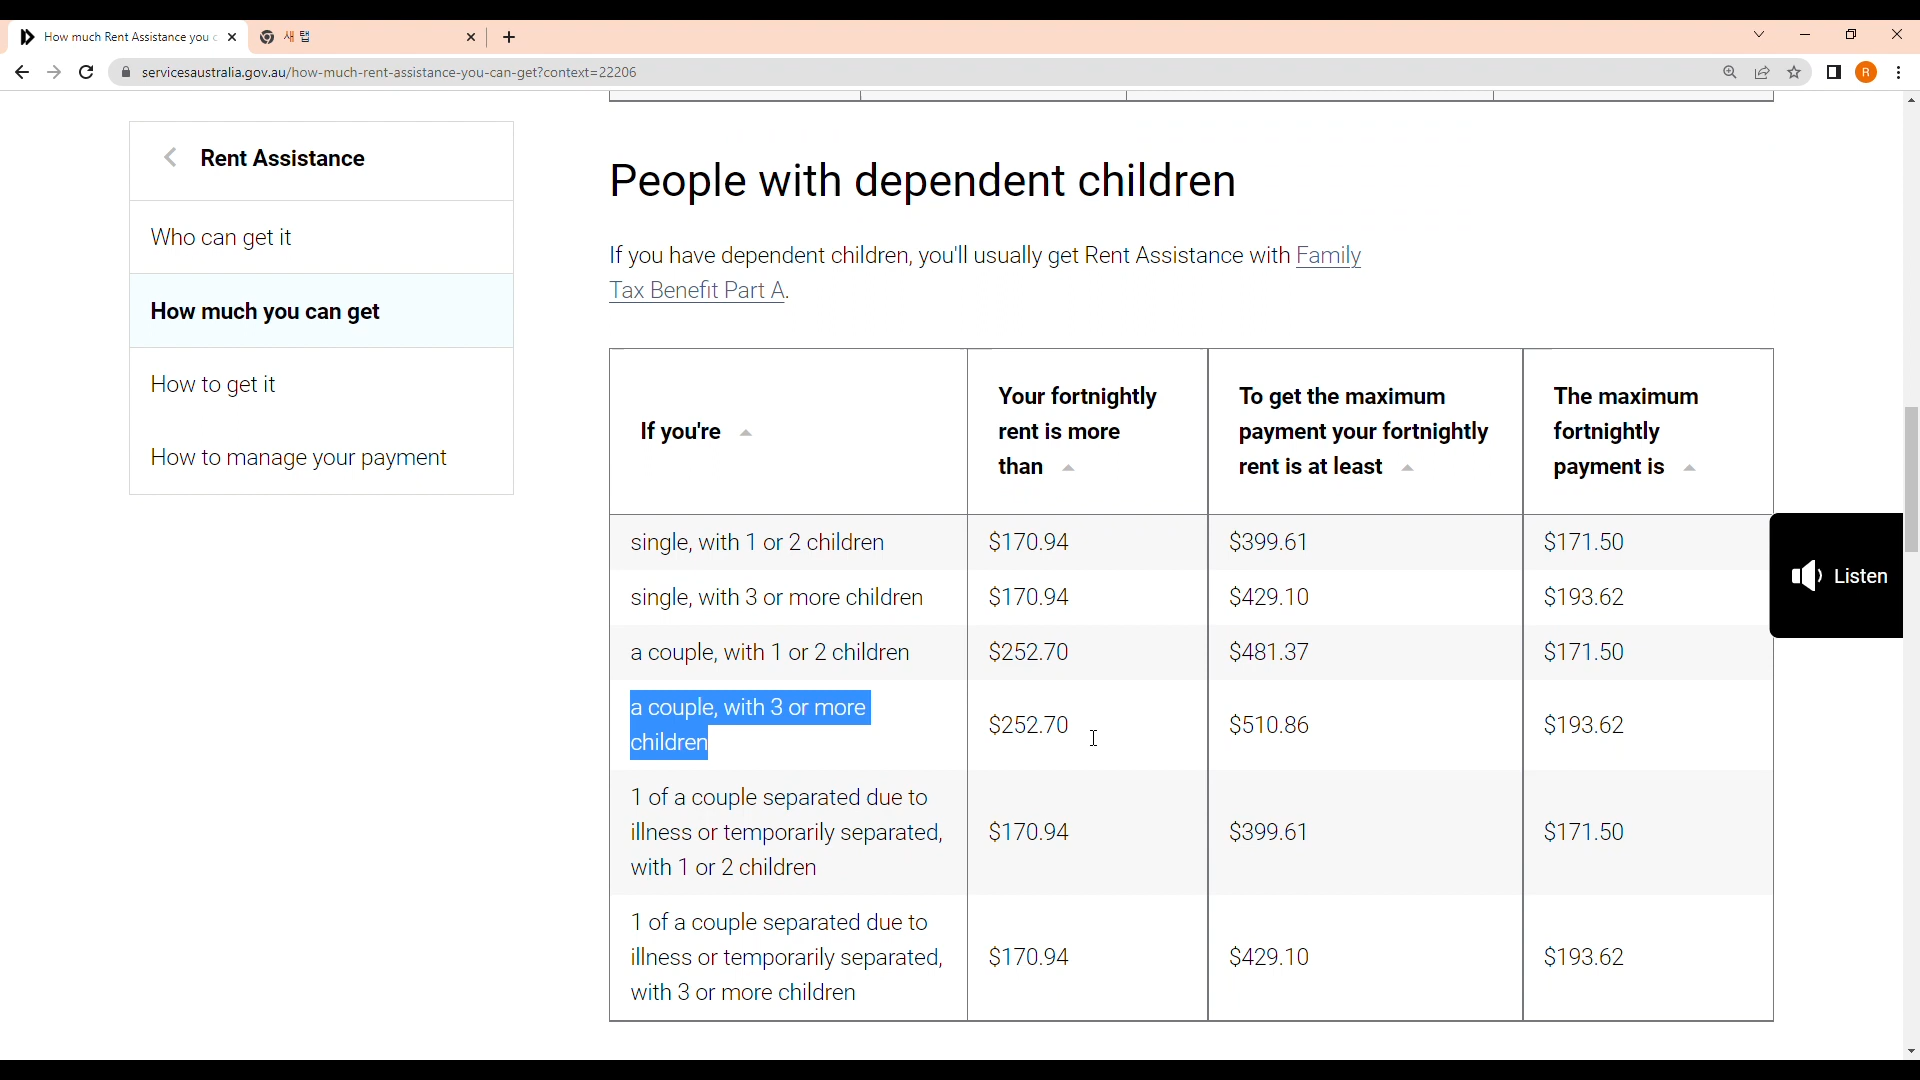 How much Rent Assistance you c
새 탭
servicesaustralia.gov.au/how-much-rent-assistance-you-can-get?context=22206
R
Rent Assistance
Who can get it
How much you can get
How to get it
How to manage your payment
People with dependent children
If you have dependent children, you'll usually get Rent Assistance with Family
Tax Benefit Part A.
If you're
Your fortnightly
rent is more
than
To get the maximum
payment your fortnightly
rent is at least
The maximum
fortnightly
payment is
single, with 1 or 2 children $170.94 $399.61 $171.50
single, with 3 or more children $170.94 $429.10 $193.62
a couple, with 1 or 2 children $252.70 $481.37 $171.50
a couple, with 3 or more
children
$252.70 $510.86 $193.62
1 of a couple separated due to
illness or temporarily separated,
with 1 or 2 children
$170.94 $399.61 $171.50
1 of a couple separated due to
illness or temporarily separated,
with 3 or more children
$170.94 $429.10 $193.62
Listen